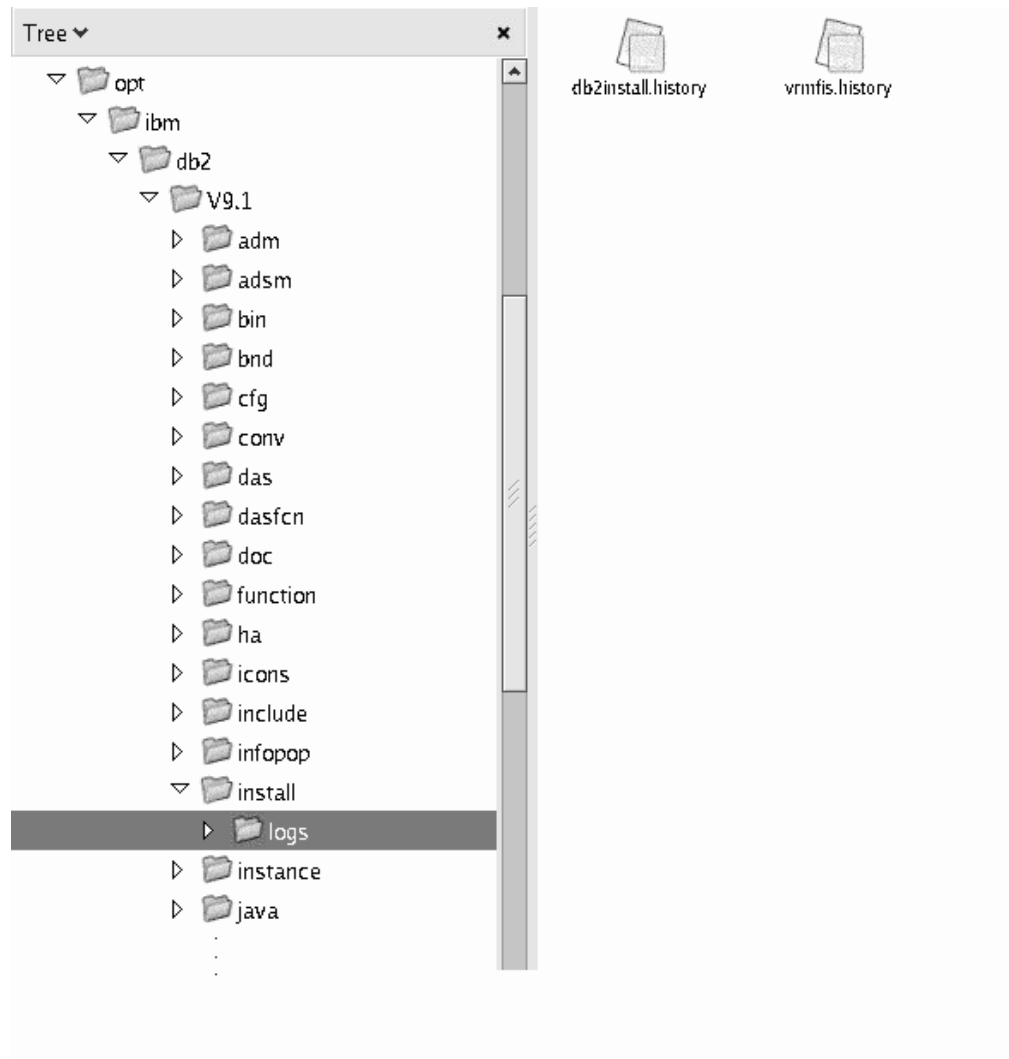 Tree
opt
ibm
db2
V9.1
adm
adsm
bin
bnd
cfg
conv
das
dasfcn
doc
function
ha
icons
include
infopop
install
logs
instance
java
db2install.history
vrmfis.history